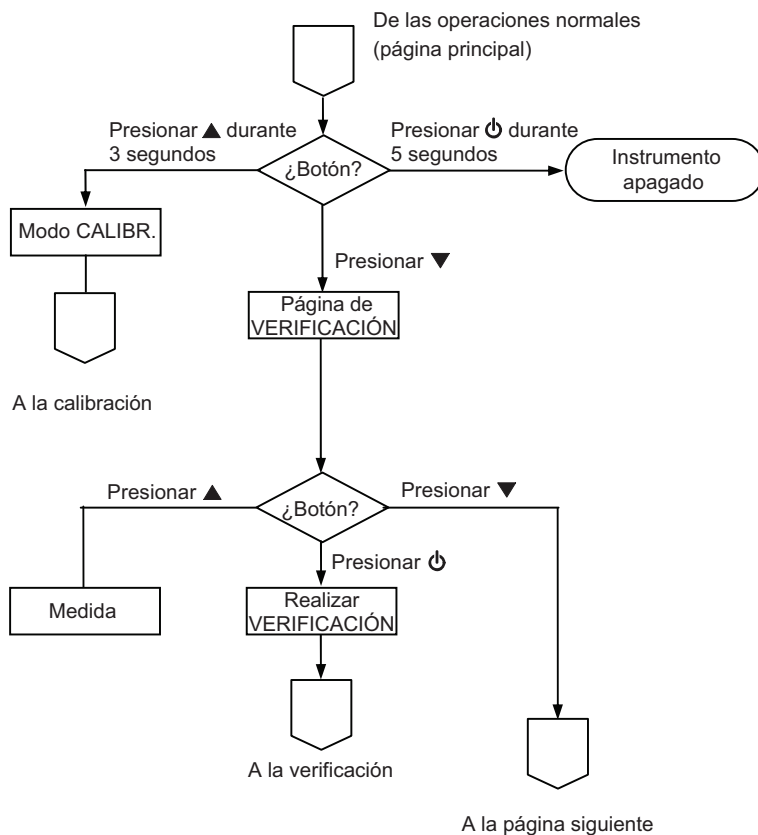 De las operaciones normales
(página principal)
Presionar ▲ durante
3 segundos
Presionar ⏻ durante
5 segundos
¿Botón?
Instrumento
apagado
Modo CALIBR.
Presionar ▼
Página de
VERIFICACIÓN
A la calibración
Presionar ▲
Presionar ▼
¿Botón?
Presionar ⏻
Medida
Realizar
VERIFICACIÓN
A la verificación
A la página siguiente